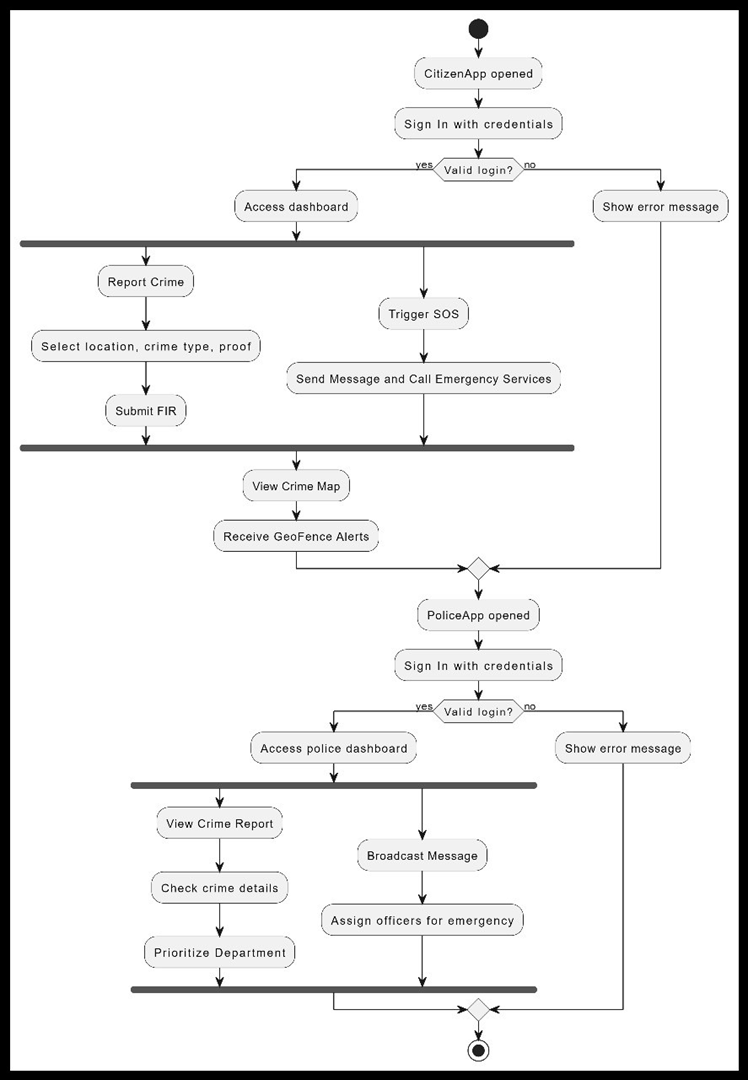 CitizenApp opened
Sign In with credentials
yes
Valid login?
no
Access dashboard
Show error message
Report Crime
Trigger SOS
Select location, crime type, proof
Send Message and Call Emergency Services
Submit FIR
View Crime Map
Receive GeoFence Alerts
PoliceApp opened
Sign In with credentials
yes
Valid login?
no
Access police dashboard
Show error message
View Crime Report
Broadcast Message
Check crime details
Assign officers for emergency
Prioritize Department